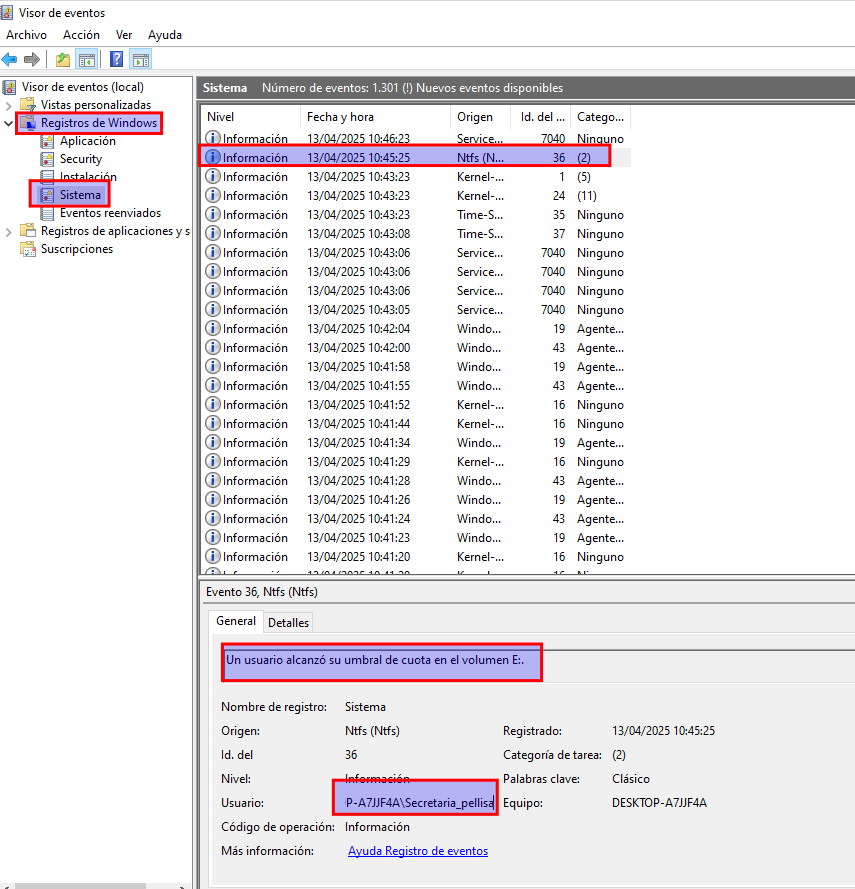 Visor de eventos
Archivo Acción Ver Ayuda
Visor de eventos (local)
Vistas personalizadas
Registros de Windows
Aplicación
Security
Instalación
Sistema
Eventos reenviados
Registros de aplicaciones y s
Suscripciones
Sistema Número de eventos: 1.301 (!) Nuevos eventos disponibles
Nivel Fecha y hora Origen Id. del ... Catego...
Información 13/04/2025 10:46:23 Service... 7040 Ninguno
Información 13/04/2025 10:45:25 Ntfs (N... 36 (2)
Información 13/04/2025 10:43:23 Kernel-... 1 (5)
Información 13/04/2025 10:43:23 Kernel-... 24 (11)
Información 13/04/2025 10:43:23 Time-S... 35 Ninguno
Información 13/04/2025 10:43:08 Time-S... 37 Ninguno
Información 13/04/2025 10:43:06 Service... 7040 Ninguno
Información 13/04/2025 10:43:06 Service... 7040 Ninguno
Información 13/04/2025 10:43:06 Service... 7040 Ninguno
Información 13/04/2025 10:43:05 Service... 7040 Ninguno
Información 13/04/2025 10:42:04 Windo... 19 Agente...
Información 13/04/2025 10:42:00 Windo... 43 Agente...
Información 13/04/2025 10:41:58 Windo... 19 Agente...
Información 13/04/2025 10:41:55 Windo... 43 Agente...
Información 13/04/2025 10:41:52 Kernel-... 16 Ninguno
Información 13/04/2025 10:41:44 Kernel-... 16 Ninguno
Información 13/04/2025 10:41:34 Windo... 19 Agente...
Información 13/04/2025 10:41:29 Kernel-... 16 Ninguno
Información 13/04/2025 10:41:28 Windo... 43 Agente...
Información 13/04/2025 10:41:26 Windo... 19 Agente...
Información 13/04/2025 10:41:24 Windo... 43 Agente...
Información 13/04/2025 10:41:23 Windo... 19 Agente...
Información 13/04/2025 10:41:20 Kernel-... 16 Ninguno
Evento 36, Ntfs (Ntfs)
General Detalles
Un usuario alcanzó su umbral de cuota en el volumen E:.
Nombre de registro: Sistema
Origen: Ntfs (Ntfs) Registrado: 13/04/2025 10:45:25
Id. del 36 Categoría de tarea: (2)
Nivel: Información Palabras clave: Clásico
Usuario: P-A7JJF4A\Secretaria_pellisa Equipo: DESKTOP-A7JJF4A
Código de operación: Información
Más información: Ayuda Registro de eventos